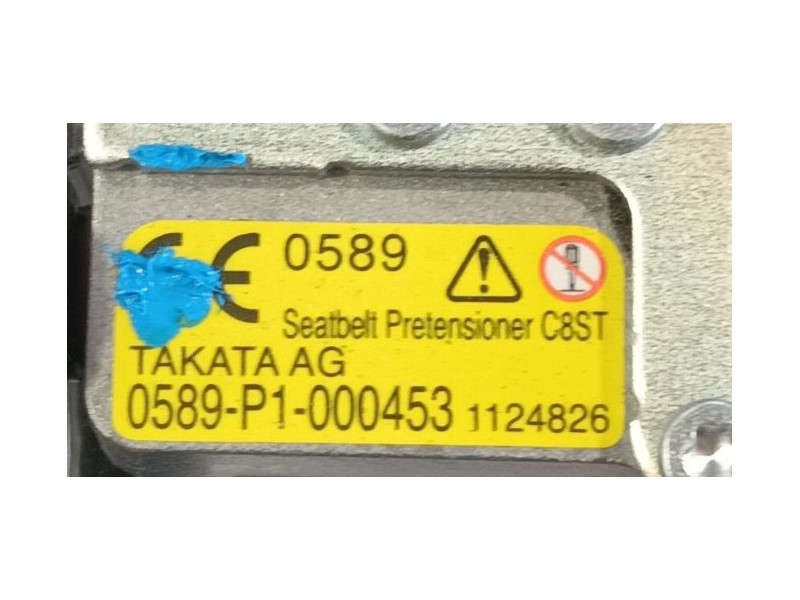 CE 0589
Seatbelt Pretensioner C8ST
TAKATA AG
0589-P1-000453 1124826